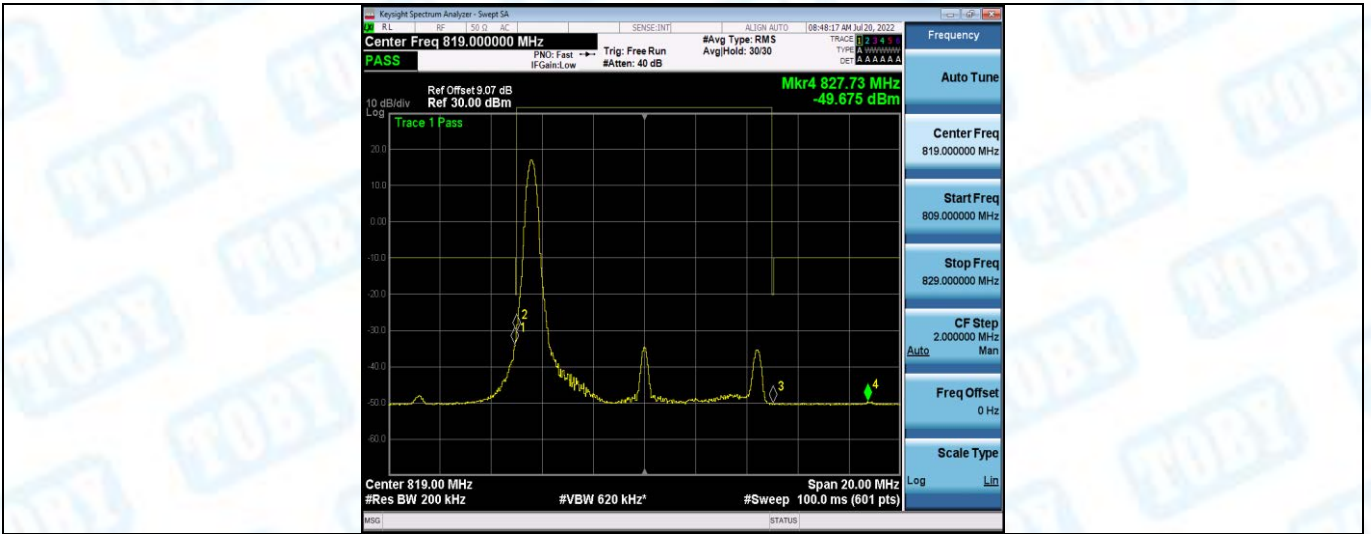 Keysight Spectrum Analyzer - Swept SA
RL RF 50 Ω AC SENSE:INT ALIGN AUTO 08:48:17 AM Jul 20, 2022
Center Freq 819.000000 MHz
PNO: Fast
IFGain:Low
Trig: Free Run
#Atten: 40 dB
#Avg Type: RMS
Avg|Hold: 30/30
TRACE 1 2 3 4 5 6
TYPE A WWWWW
DET A A A A A A
PASS
Frequency
Mkr4 827.73 MHz
-49.675 dBm
Ref Offset 9.07 dB
10 dB/div Ref 30.00 dBm
Log
Trace 1 Pass
20.0
10.0
0.00
-10.0
-20.0
-30.0
-40.0
-50.0
-60.0
2
1
3
4
Center 819.00 MHz
Span 20.00 MHz
#Res BW 200 kHz
#VBW 620 kHz*
#Sweep 100.0 ms (601 pts)
MSG
STATUS
Auto Tune
Center Freq
819.000000 MHz
Start Freq
809.000000 MHz
Stop Freq
829.000000 MHz
CF Step
2.000000 MHz
Auto Man
Freq Offset
0 Hz
Scale Type
Log Lin
TOBY
TOBY
TOBY
TOBY
TOBY
TOBY
TOBY
TOBY